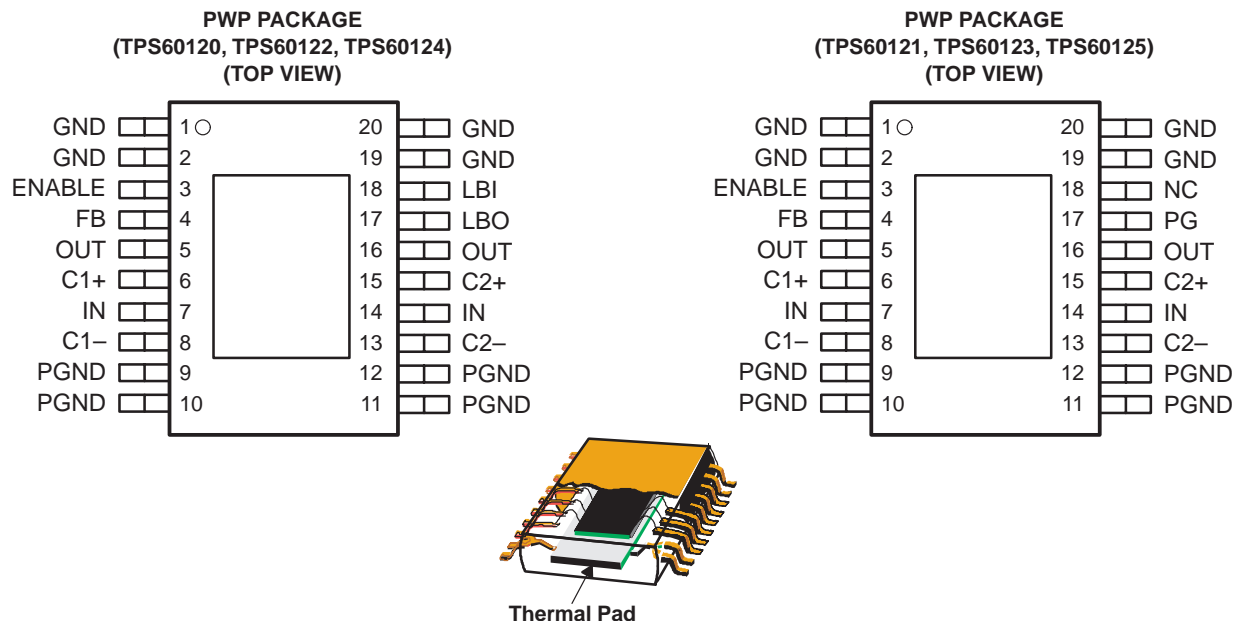 PWP PACKAGE
(TPS60120, TPS60122, TPS60124)
(TOP VIEW)
GND 1 20 GND
GND 2 19 GND
ENABLE 3 18 LBI
FB 4 17 LBO
OUT 5 16 OUT
C1+ 6 15 C2+
IN 7 14 IN
C1– 8 13 C2–
PGND 9 12 PGND
PGND 10 11 PGND
PWP PACKAGE
(TPS60121, TPS60123, TPS60125)
(TOP VIEW)
GND 1 20 GND
GND 2 19 GND
ENABLE 3 18 NC
FB 4 17 PG
OUT 5 16 OUT
C1+ 6 15 C2+
IN 7 14 IN
C1– 8 13 C2–
PGND 9 12 PGND
PGND 10 11 PGND
Thermal Pad